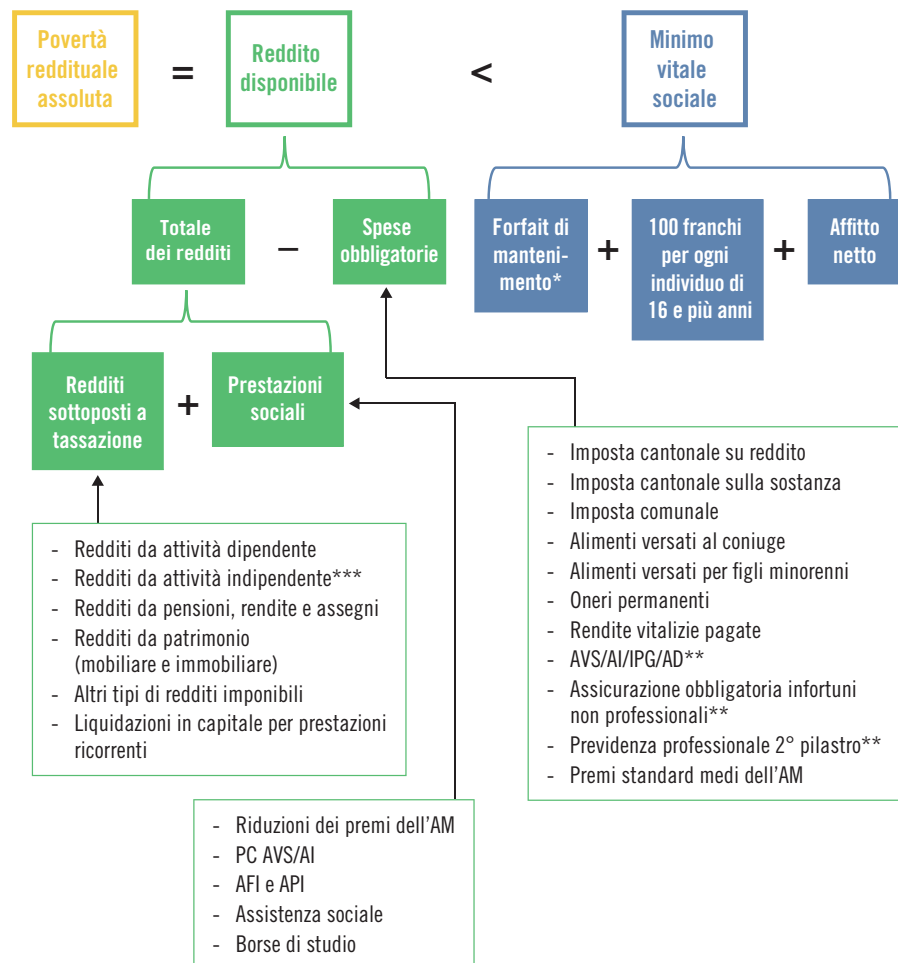 Povertà
reddituale
assoluta
=
Reddito
disponibile
<
Minimo
vitale
sociale
Totale
dei redditi
–
Spese
obbligatorie
Forfait di
manteni-
mento*
+
100 franchi
per ogni
individuo di
16 e più anni
+
Affitto
netto
Redditi
sottoposti a
tassazione
+
Prestazioni
sociali
- Redditi da attività dipendente
- Redditi da attività indipendente***
- Redditi da pensioni, rendite e assegni
- Redditi da patrimonio
(mobiliare e immobiliare)
- Altri tipi di redditi imponibili
- Liquidazioni in capitale per prestazioni
ricorrenti
- Riduzioni dei premi dell'AM
- PC AVS/AI
- AFI e API
- Assistenza sociale
- Borse di studio
- Imposta cantonale su reddito
- Imposta cantonale sulla sostanza
- Imposta comunale
- Alimenti versati al coniuge
- Alimenti versati per figli minorenni
- Oneri permanenti
- Rendite vitalizie pagate
- AVS/AI/IPG/AD**
- Assicurazione obbligatoria infortuni
non professionali**
- Previdenza professionale 2° pilastro**
- Premi standard medi dell'AM